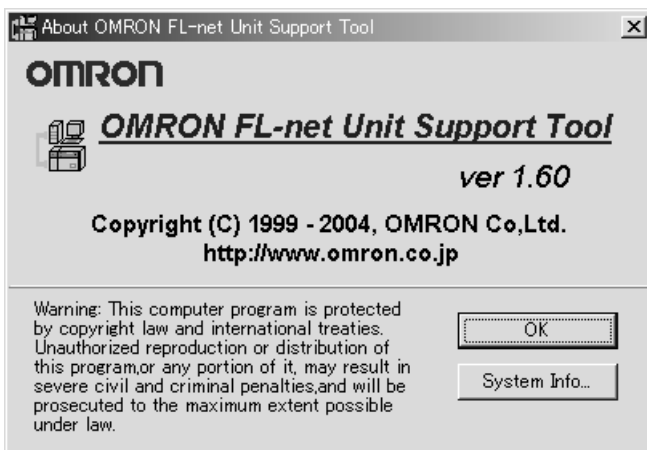 About OMRON FL-net Unit Support Tool
OMRON
OMRON FL-net Unit Support Tool
ver 1.60
Copyright (C) 1999 - 2004, OMRON Co,Ltd.
http://www.omron.co.jp
Warning: This computer program is protected
by copyright law and international treaties.
Unauthorized reproduction or distribution of
this program,or any portion of it, may result in
severe civil and criminal penalties,and will be
prosecuted to the maximum extent possible
under law.
OK
System Info...